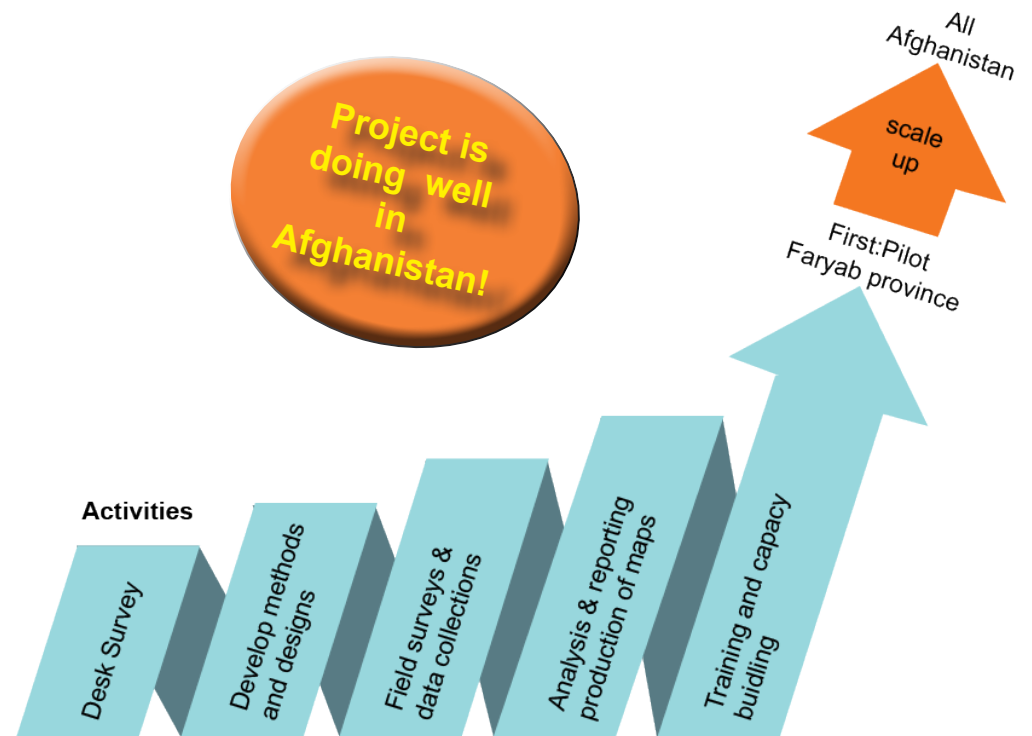 All
Afghanistan
scale
up
First:Pilot
Faryab province
Project is
doing well
in
Afghanistan!
Activities
Desk Survey
Develop methods
and designs
Field surveys &
data collections
Analysis & reporting
production of maps
Training and capacy
buidling